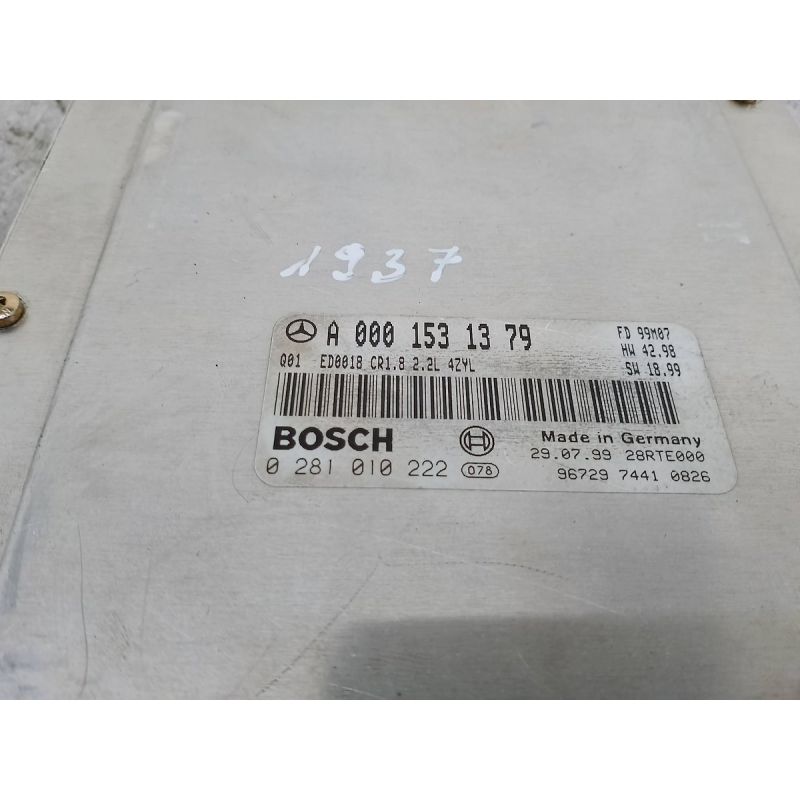 1937
A 000 153 13 79 FD 99M07
HW 42.98
Q01 ED0018 CR1.8 2.2L 4ZYL SW 18.99
BOSCH Made in Germany
29.07.99 28RTE000
0 281 010 222 078
96729 7441 0826